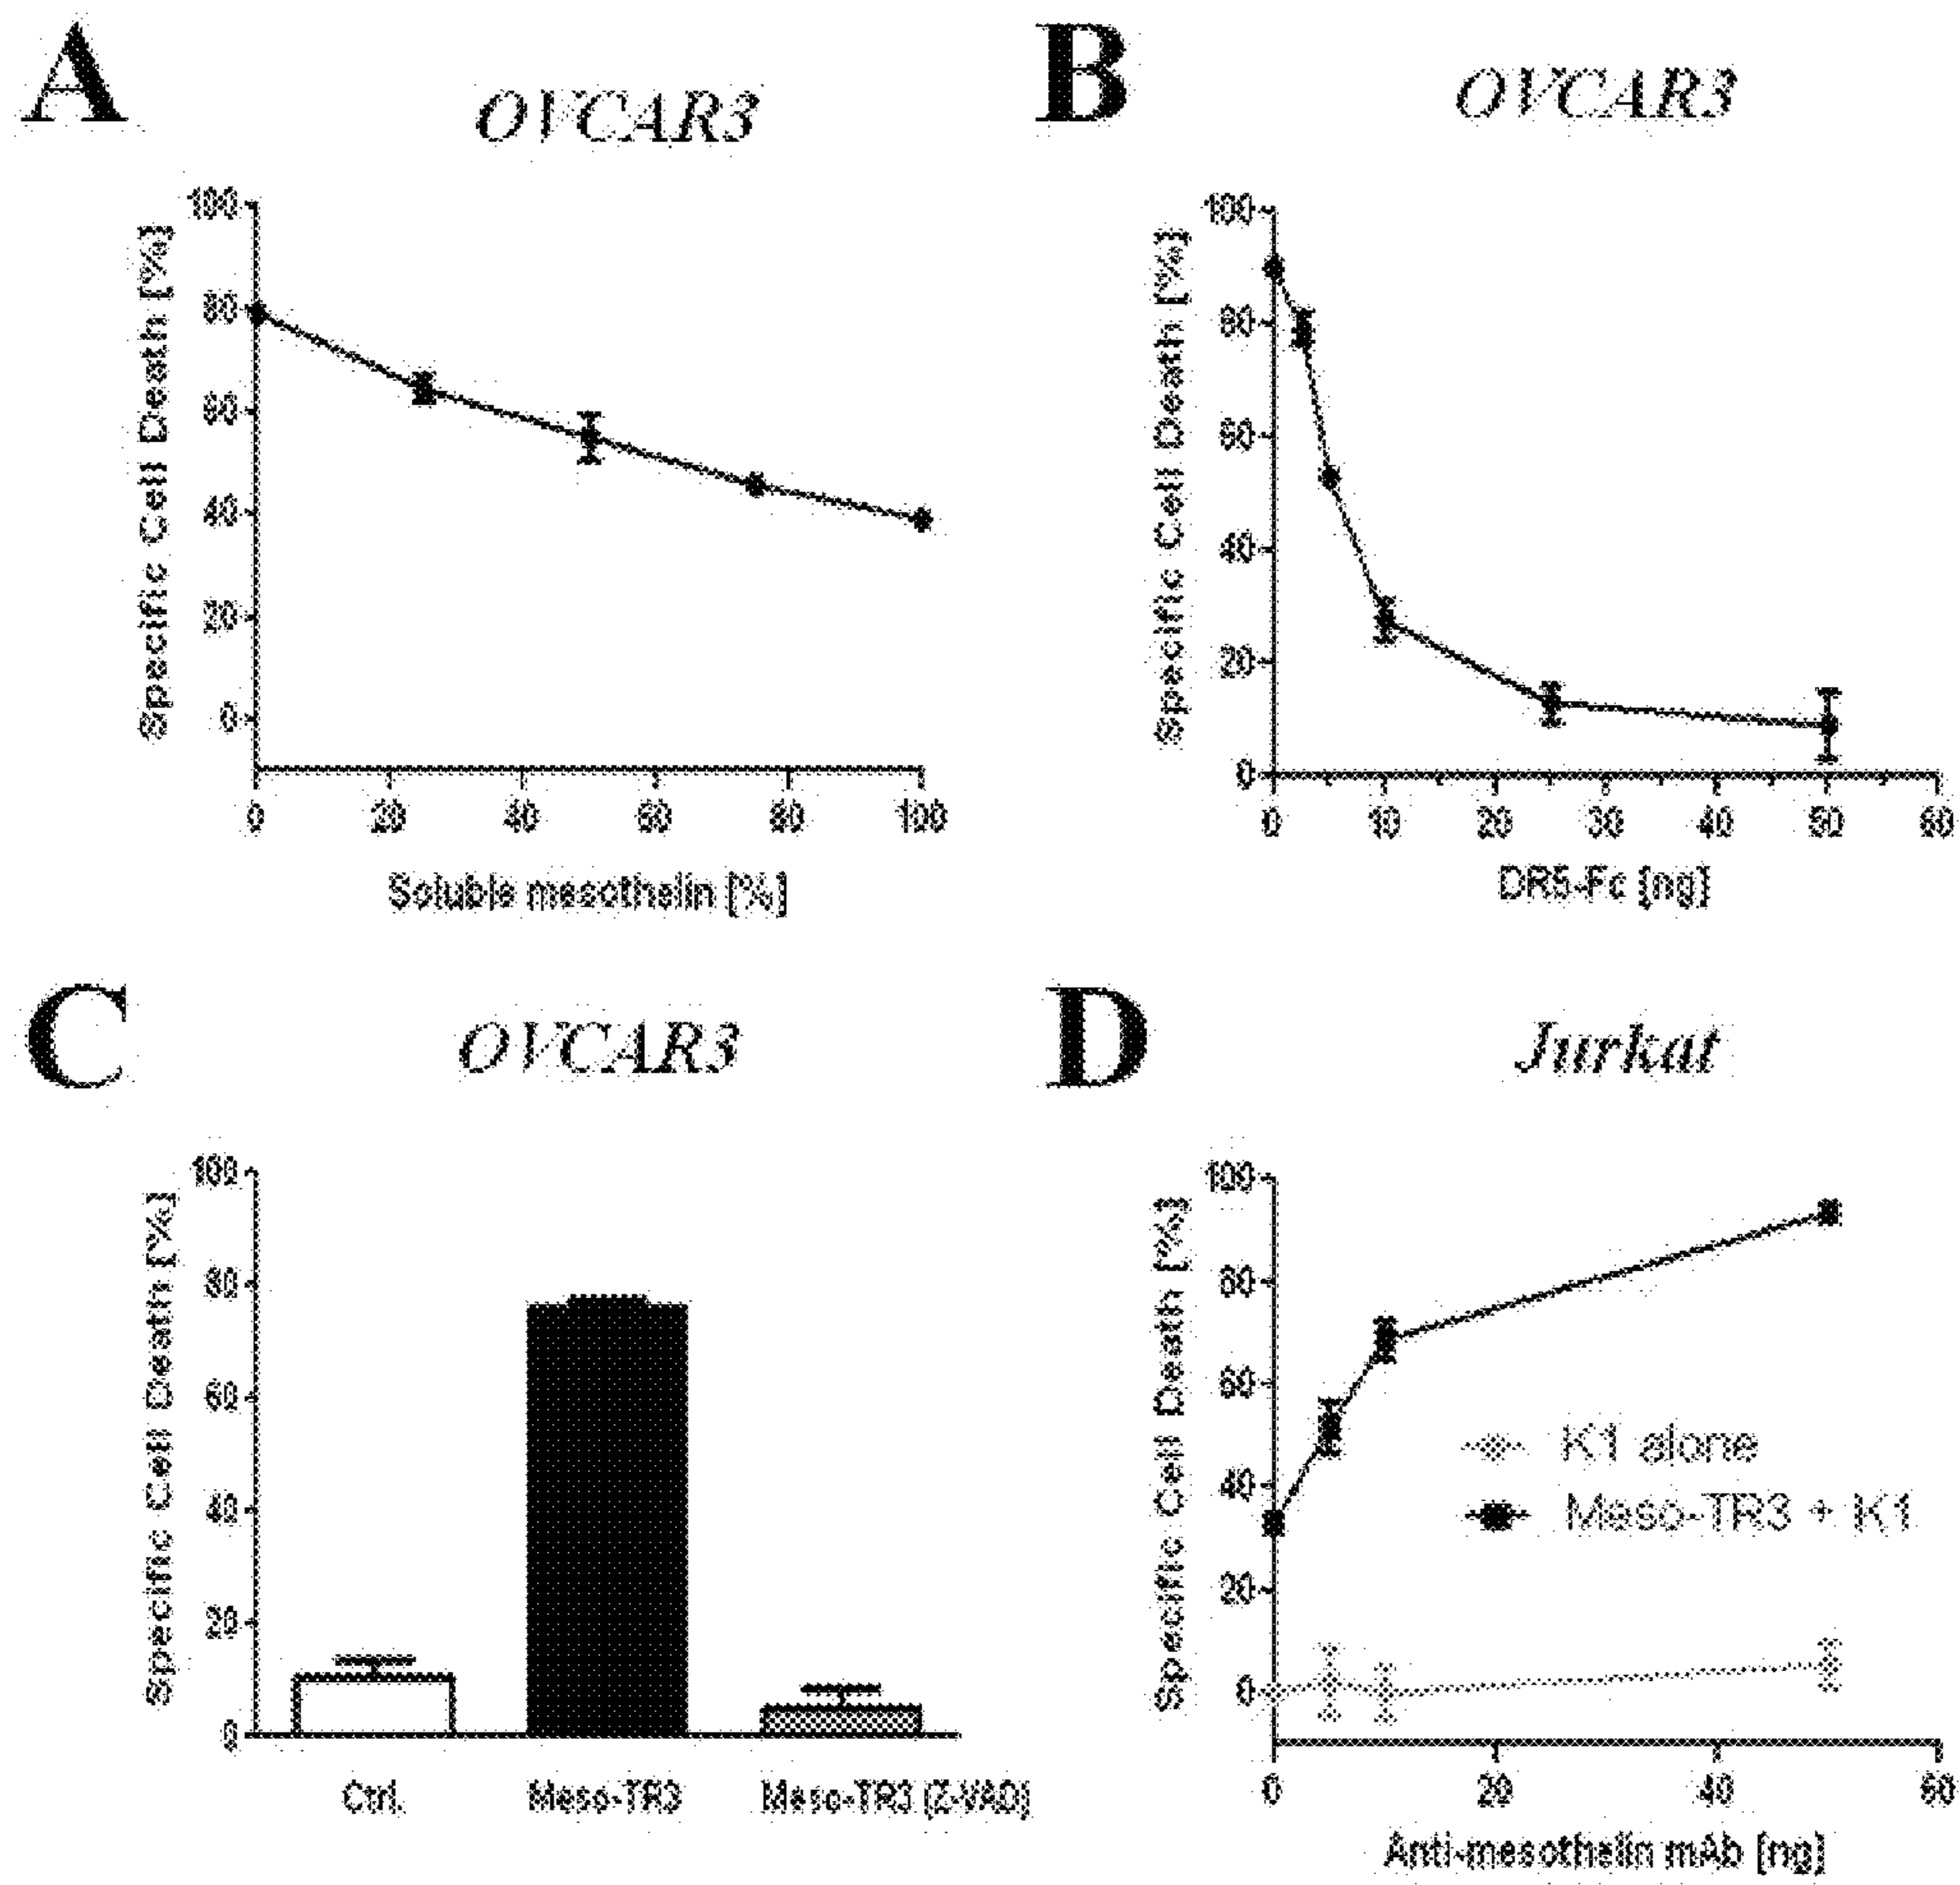 A
OVCAR3
Specific Cell Death [%]
100
80
60
40
20
0
0 20 40 60 80 100
Soluble mesothelin [%]
B
OVCAR3
Specific Cell Death [%]
100
80
60
40
20
0
0 10 20 30 40 50 60
DR5-Fc [ng]
C
OVCAR3
Specific Cell Death [%]
100
80
60
40
20
0
Ctrl. Meso-TR3 Meso-TR3 (Z-VAD)
D
Jurkat
Specific Cell Death [%]
100
80
60
40
20
0
K1 alone
Meso-TR3 + K1
0 20 40 60
Anti-mesothelin mAb [ng]